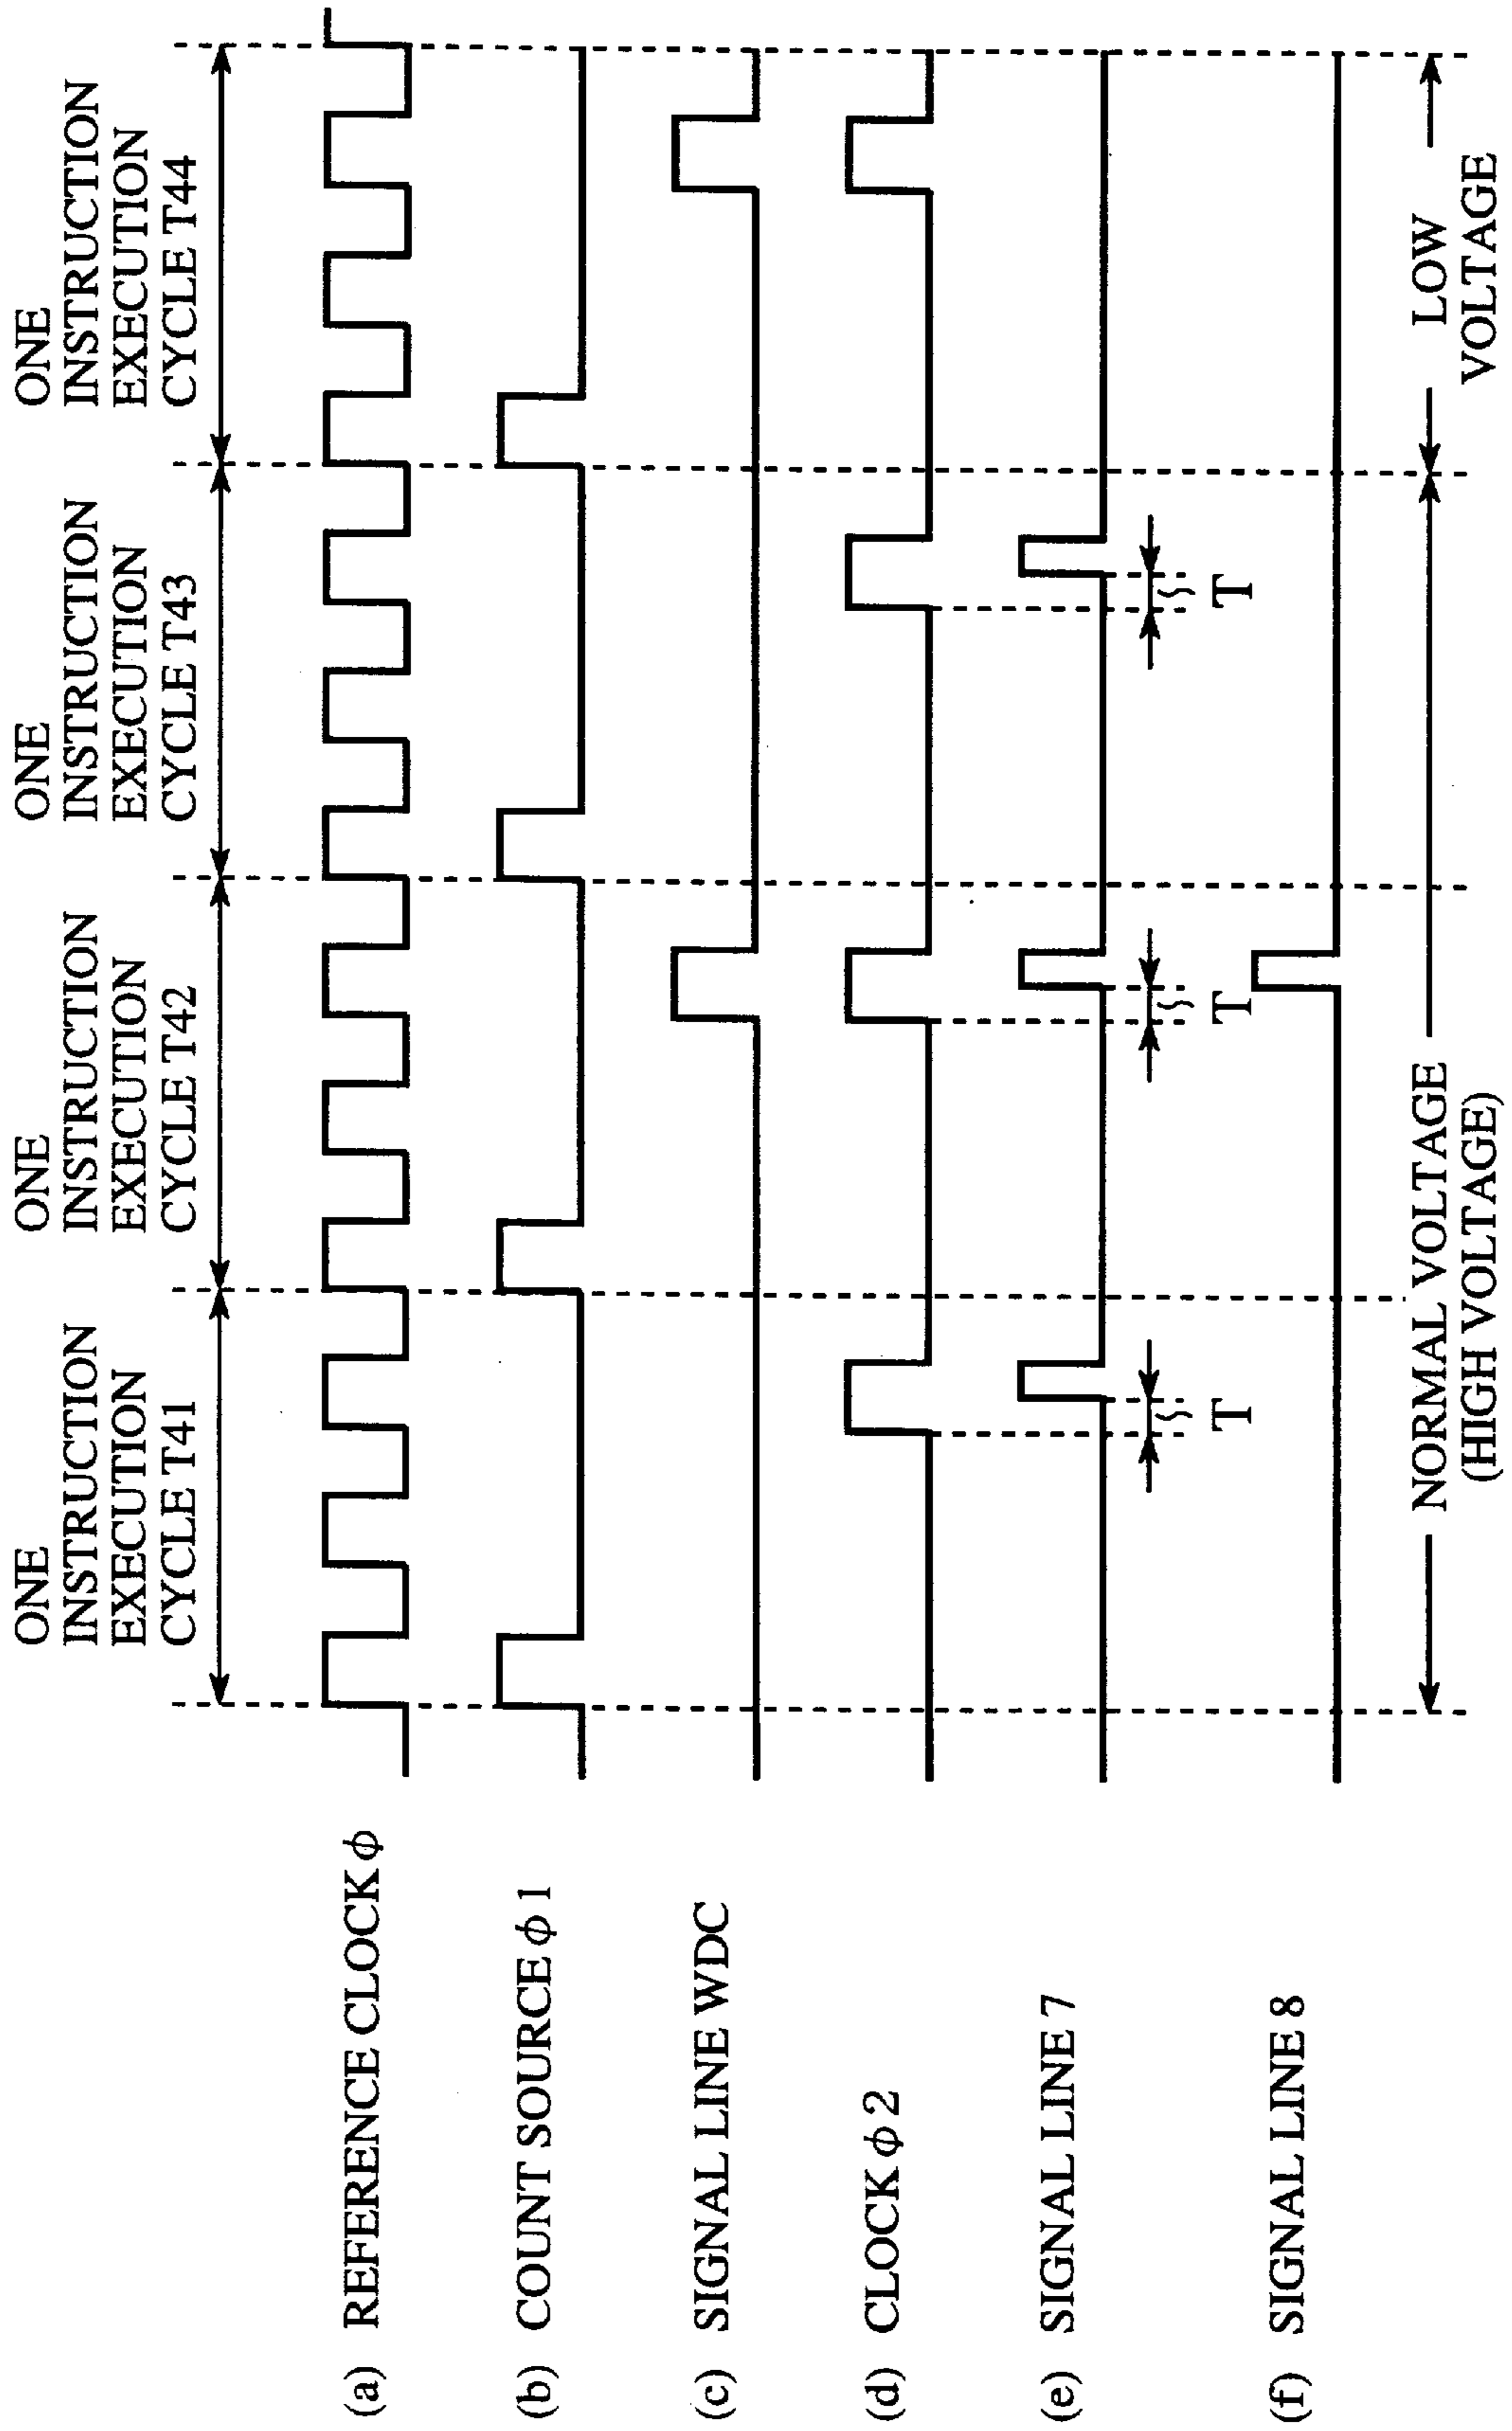 ONE
INSTRUCTION
EXECUTION
CYCLE T41
ONE
INSTRUCTION
EXECUTION
CYCLE T42
ONE
INSTRUCTION
EXECUTION
CYCLE T43
ONE
INSTRUCTION
EXECUTION
CYCLE T44
(a) REFERENCE CLOCK ϕ
(b) COUNT SOURCE ϕ 1
(c) SIGNAL LINE WDC
(d) CLOCK ϕ 2
(e) SIGNAL LINE 7
T
T
T
(f) SIGNAL LINE 8
NORMAL VOLTAGE
(HIGH VOLTAGE)
LOW
VOLTAGE